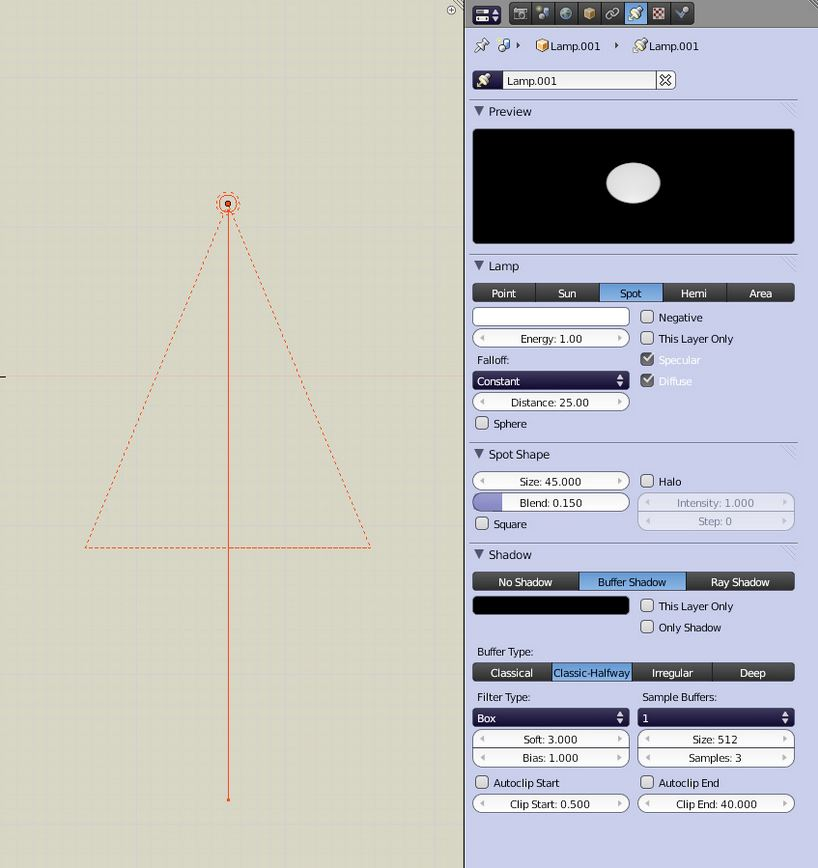 Lamp.001 Lamp.001
Lamp.001
Preview
Lamp
Point Sun Spot Hemi Area
Negative
Energy: 1.00 This Layer Only
Falloff: Specular
Constant Diffuse
Distance: 25.00
Sphere
Spot Shape
Size: 45.000 Halo
Blend: 0.150 Intensity: 1.000
Square Step: 0
Shadow
No Shadow Buffer Shadow Ray Shadow
This Layer Only
Only Shadow
Buffer Type:
Classical Classic-Halfway Irregular Deep
Filter Type: Sample Buffers:
Box 1
Soft: 3.000 Size: 512
Bias: 1.000 Samples: 3
Autoclip Start Autoclip End
Clip Start: 0.500 Clip End: 40.000